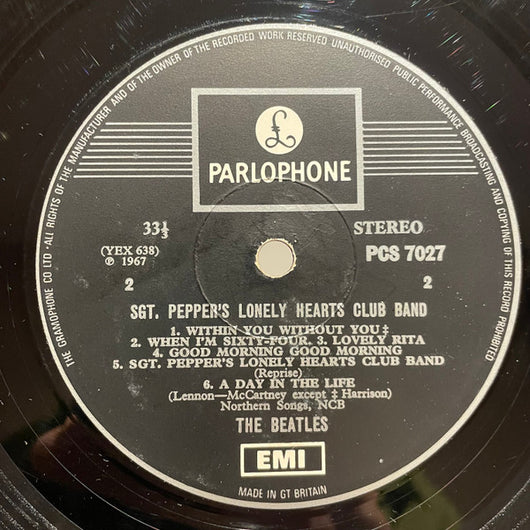 THE GRAMOPHONE CO LTD · ALL RIGHTS OF THE MANUFACTURER AND OF THE OWNER OF THE RECORDED WORK RESERVED UNAUTHORISED PUBLIC PERFORMANCE BROADCASTING AND COPYING OF THIS RECORD PROHIBITED
£
PARLOPHONE
33⅓ STEREO
(YEX 638) PCS 7027
℗ 1967
2 2
SGT. PEPPER'S LONELY HEARTS CLUB BAND
1. WITHIN YOU WITHOUT YOU‡
2. WHEN I'M SIXTY-FOUR. 3. LOVELY RITA
4. GOOD MORNING GOOD MORNING
5. SGT. PEPPER'S LONELY HEARTS CLUB BAND
(Reprise)
6. A DAY IN THE LIFE
(Lennon—McCartney except ‡ Harrison)
Northern Songs, NCB
THE BEATLES
EMI
MADE IN GT BRITAIN